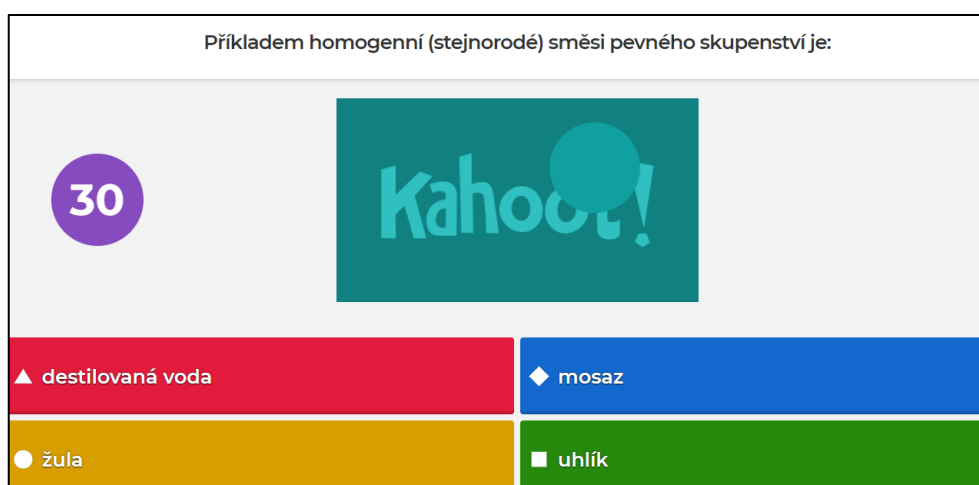 Příkladem homogenní (stejnorodé) směsi pevného skupenství je:
30
Kahoot!
destilovaná voda
mosaz
žula
uhlík